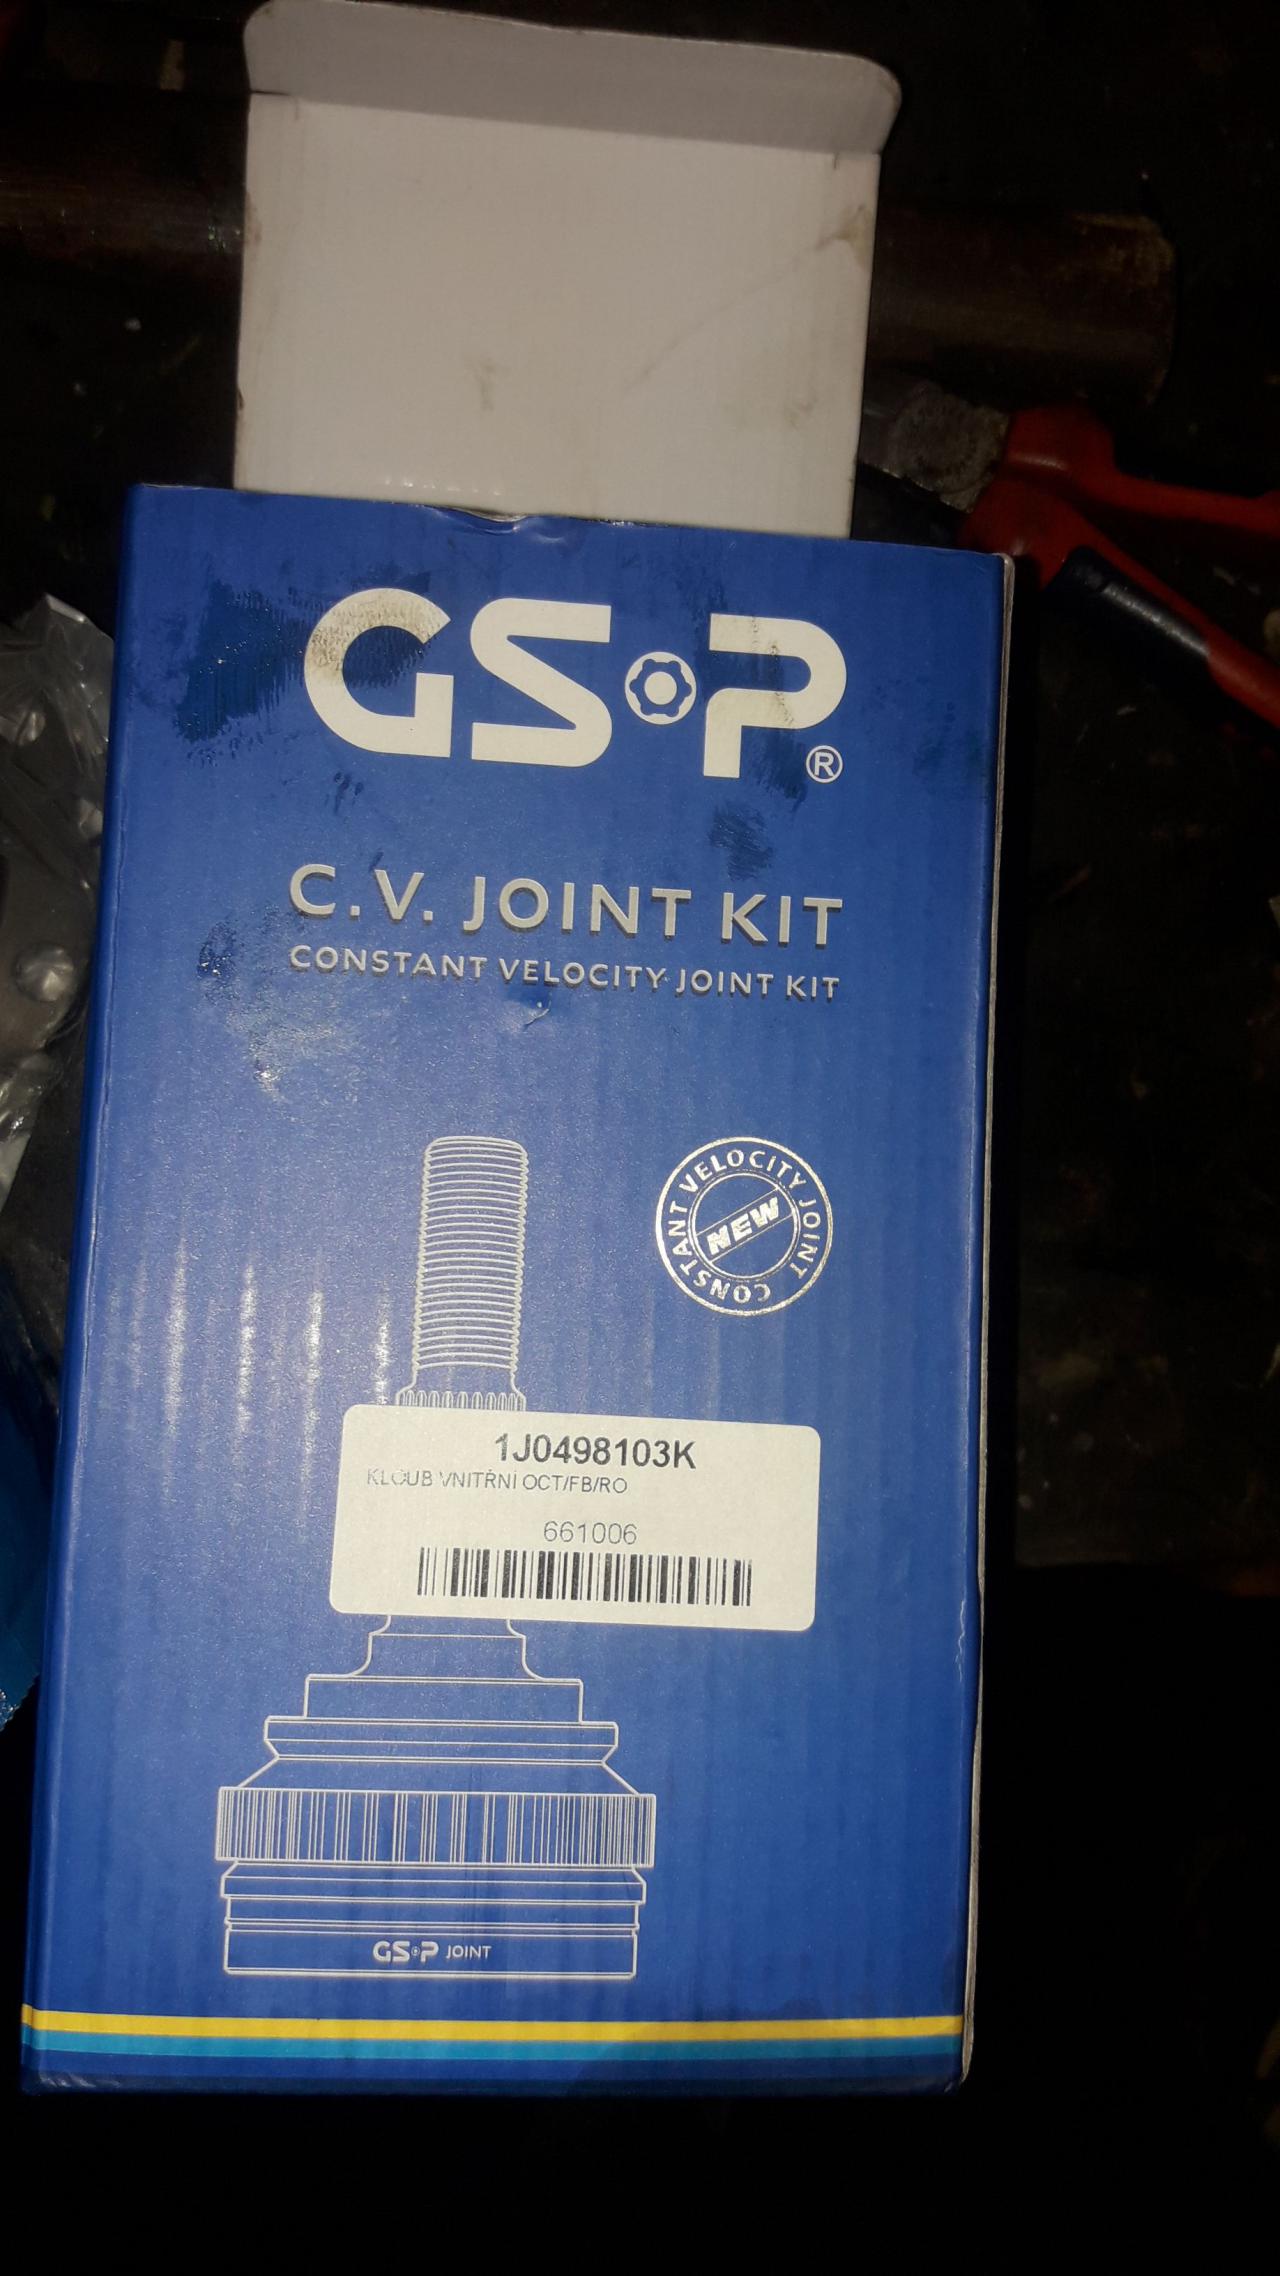 GSP®
C.V. JOINT KIT
CONSTANT VELOCITY JOINT KIT
CONSTANT VELOCITY JOINT
NEW
1J0498103K
KLOUB VNITŘNÍ OCT/FB/RO
661006
GSP JOINT